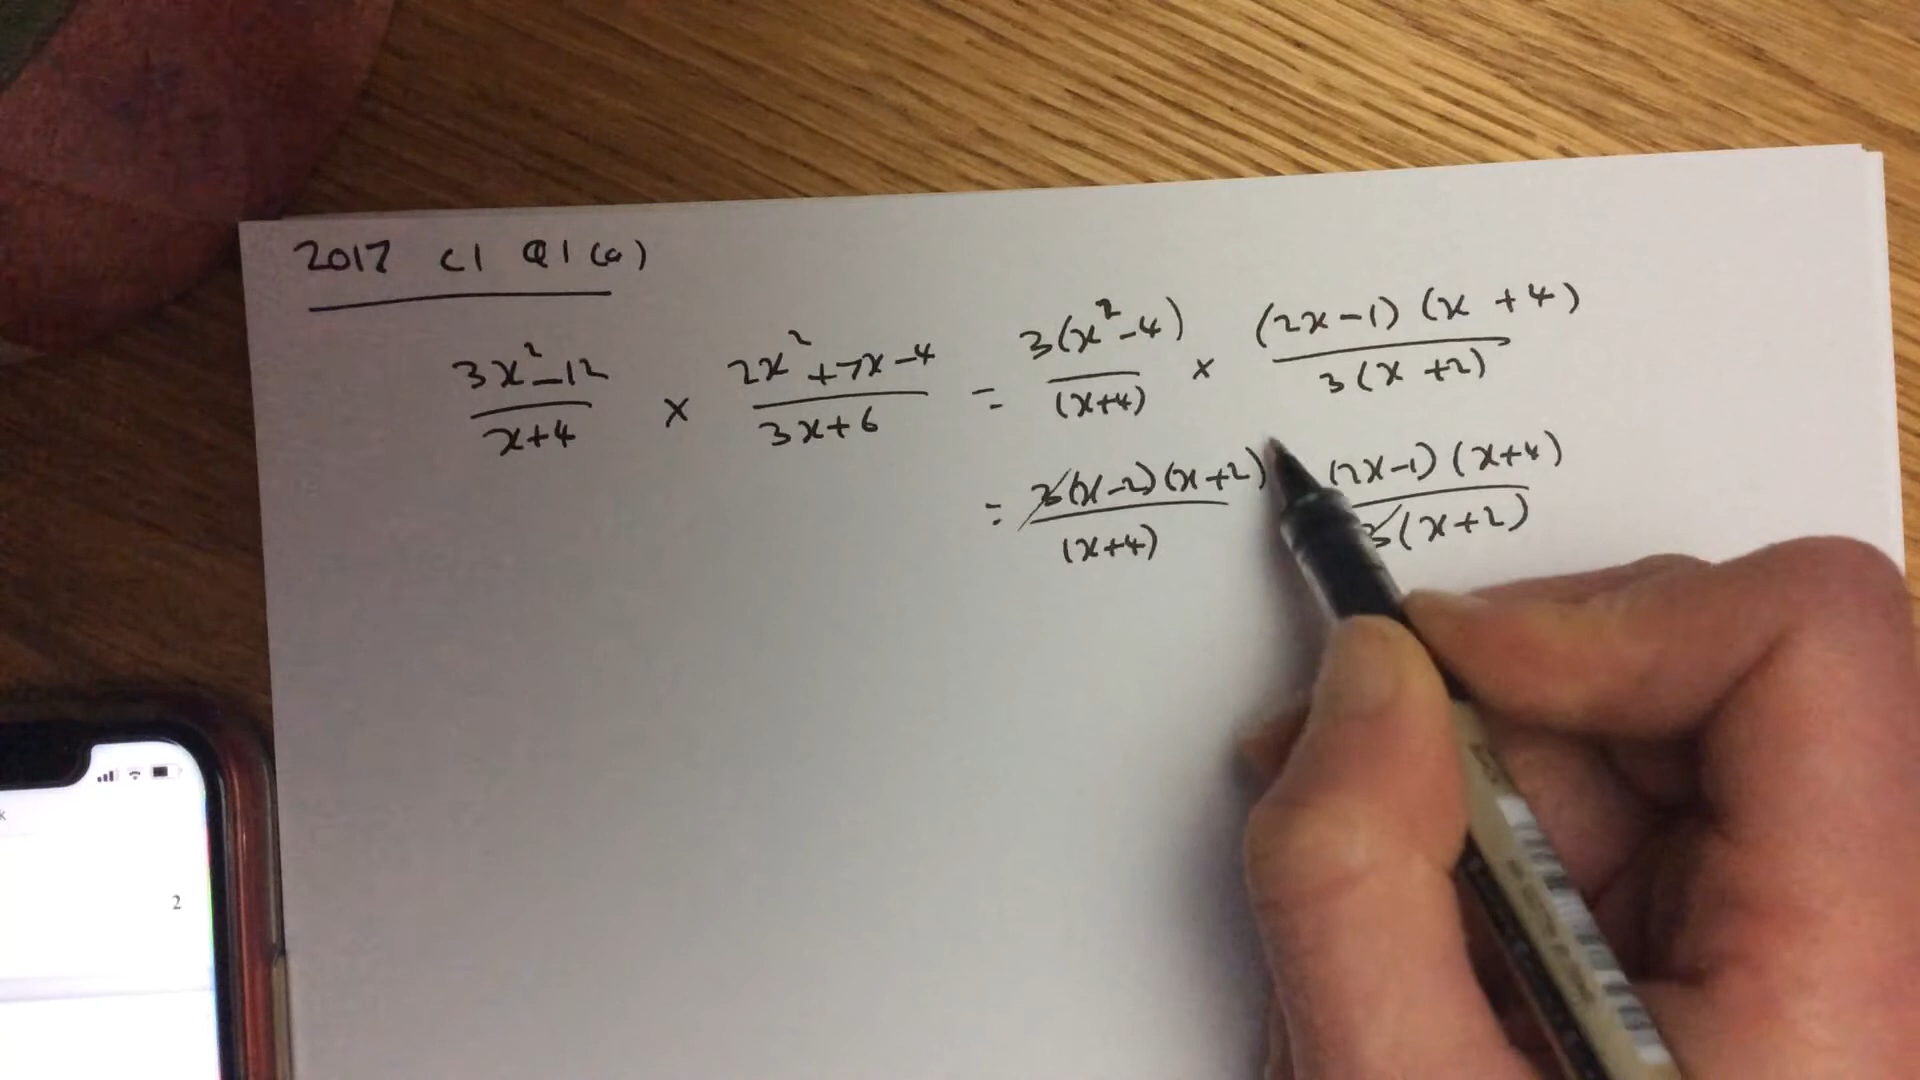 2017 C1 Q1 (a)
(3x²-12)/(x+4) × (2x²+7x-4)/(3x+6) = 3(x²-4)/(x+4) × (2x-1)(x+4)/3(x+2)
= 3(x-2)(x+2)/(x+4) (2x-1)(x+4)/3(x+2)
2